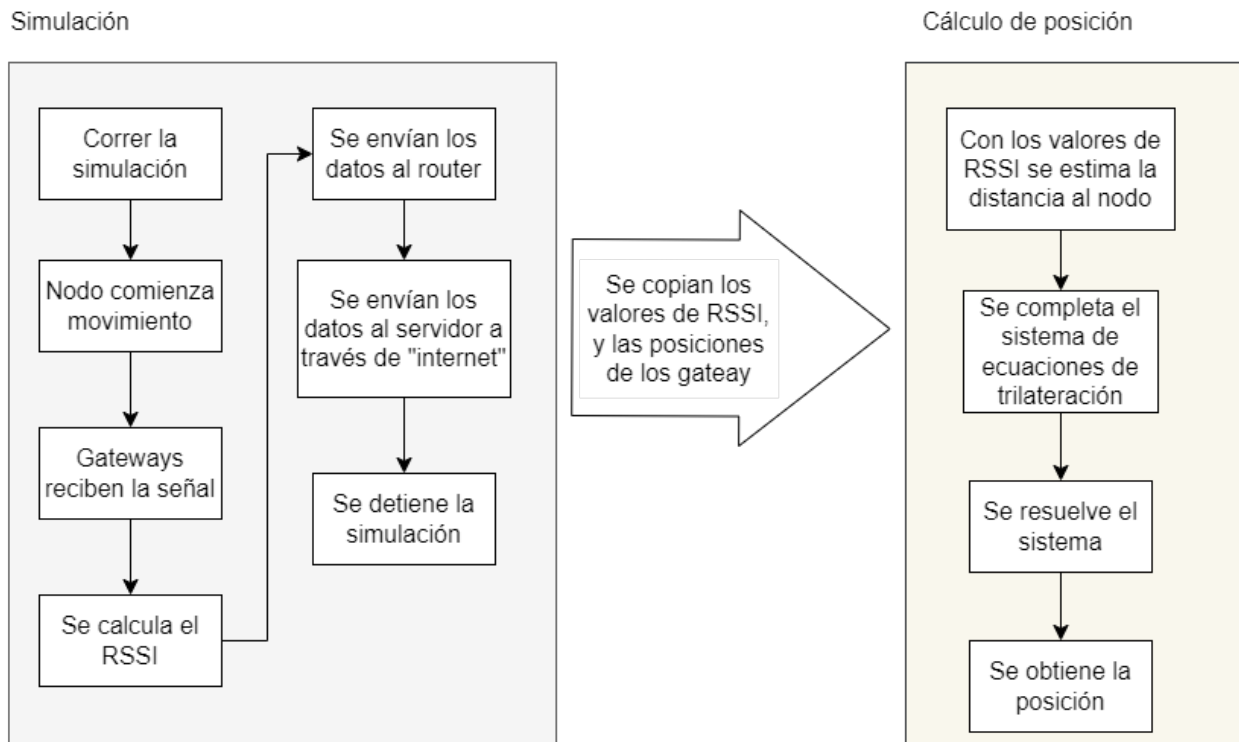 Simulación
Correr la
simulación
Nodo comienza
movimiento
Gateways
reciben la señal
Se calcula el
RSSI
Se envían los
datos al router
Se envían los
datos al servidor a
través de "internet"
Se detiene la
simulación
Se copian los
valores de RSSI,
y las posiciones
de los gateay
Cálculo de posición
Con los valores de
RSSI se estima la
distancia al nodo
Se completa el
sistema de
ecuaciones de
trilateración
Se resuelve el
sistema
Se obtiene la
posición